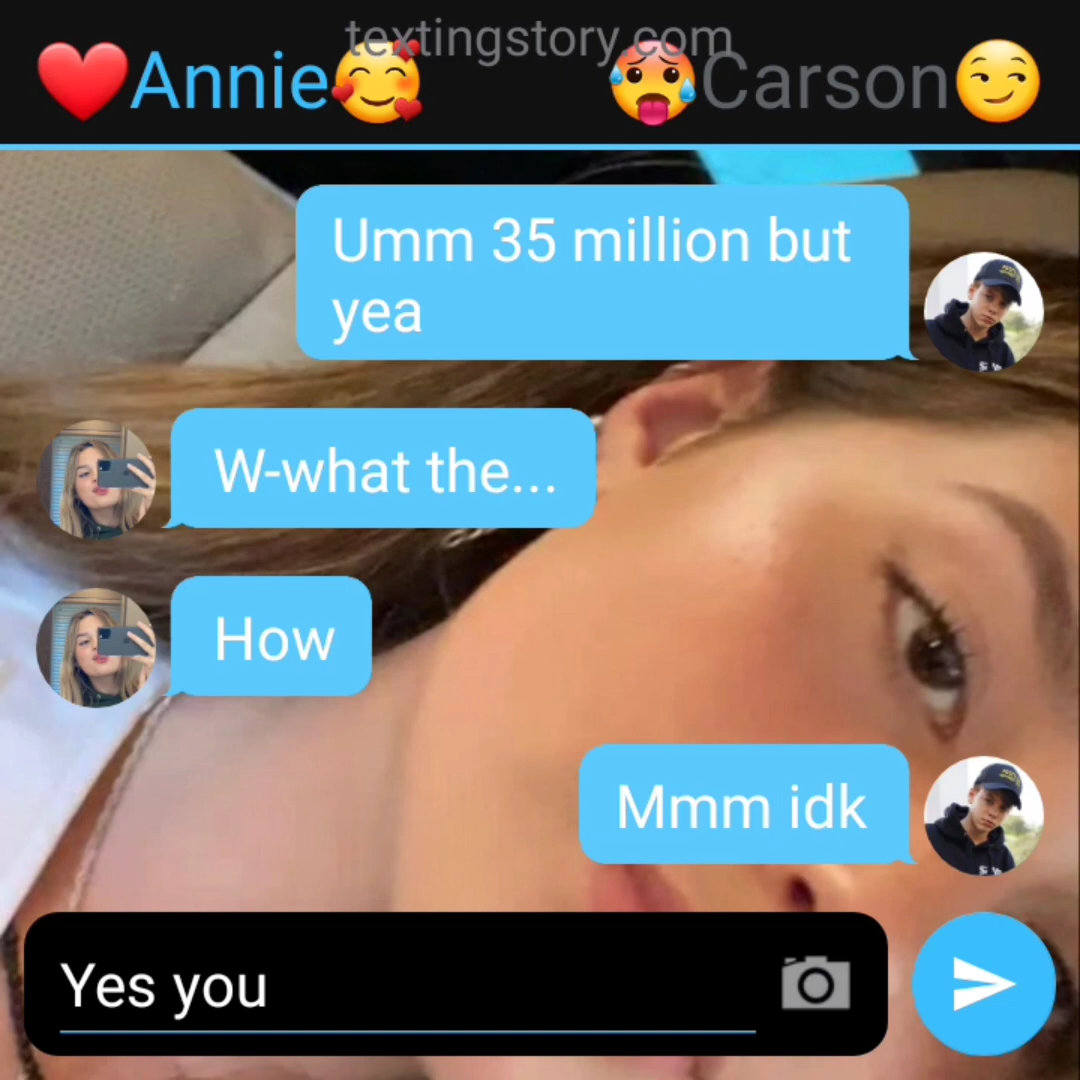 textingstory.com
❤️Annie🥰 🥵Carson😏
Umm 35 million but
yea
W-what the...
How
Mmm idk
Yes you